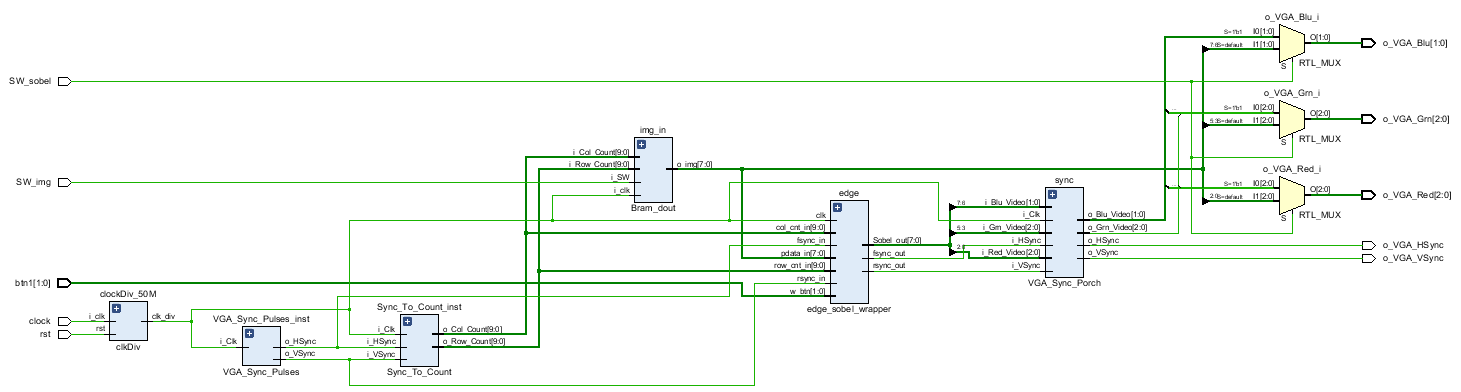 o_VGA_Blu_i
S=1'b1 I0[1:0]
7:6 S=default I1[1:0]
O[1:0]
o_VGA_Blu[1:0]
S
RTL_MUX
SW_sobel
o_VGA_Grn_i
S=1'b1 I0[2:0]
5:3 S=default I1[2:0]
O[2:0]
o_VGA_Grn[2:0]
S
RTL_MUX
img_in
i_Col_Count[9:0]
i_Row_Count[9:0]
i_SW
i_clk
o_img[7:0]
Bram_dout
SW_img
o_VGA_Red_i
S=1'b1 I0[2:0]
2:0 S=default I1[2:0]
O[2:0]
o_VGA_Red[2:0]
S
RTL_MUX
edge
clk
col_cnt_in[9:0]
fsync_in
pdata_in[7:0]
row_cnt_in[9:0]
rsync_in
w_btn[1:0]
Sobel_out[7:0]
fsync_out
rsync_out
edge_sobel_wrapper
sync
7:6
i_Blu_Video[1:0]
i_Clk
5:3
i_Grn_Video[2:0]
i_HSync
2:0
i_Red_Video[2:0]
i_VSync
o_Blu_Video[1:0]
o_Grn_Video[2:0]
o_HSync
o_VSync
VGA_Sync_Porch
o_VGA_HSync
o_VGA_VSync
btn1[1:0]
clockDiv_50M
clock
rst
i_clk
rst
clk_div
clkDiv
VGA_Sync_Pulses_inst
i_Clk
o_HSync
o_VSync
VGA_Sync_Pulses
Sync_To_Count_inst
i_Clk
i_HSync
i_VSync
o_Col_Count[9:0]
o_Row_Count[9:0]
Sync_To_Count